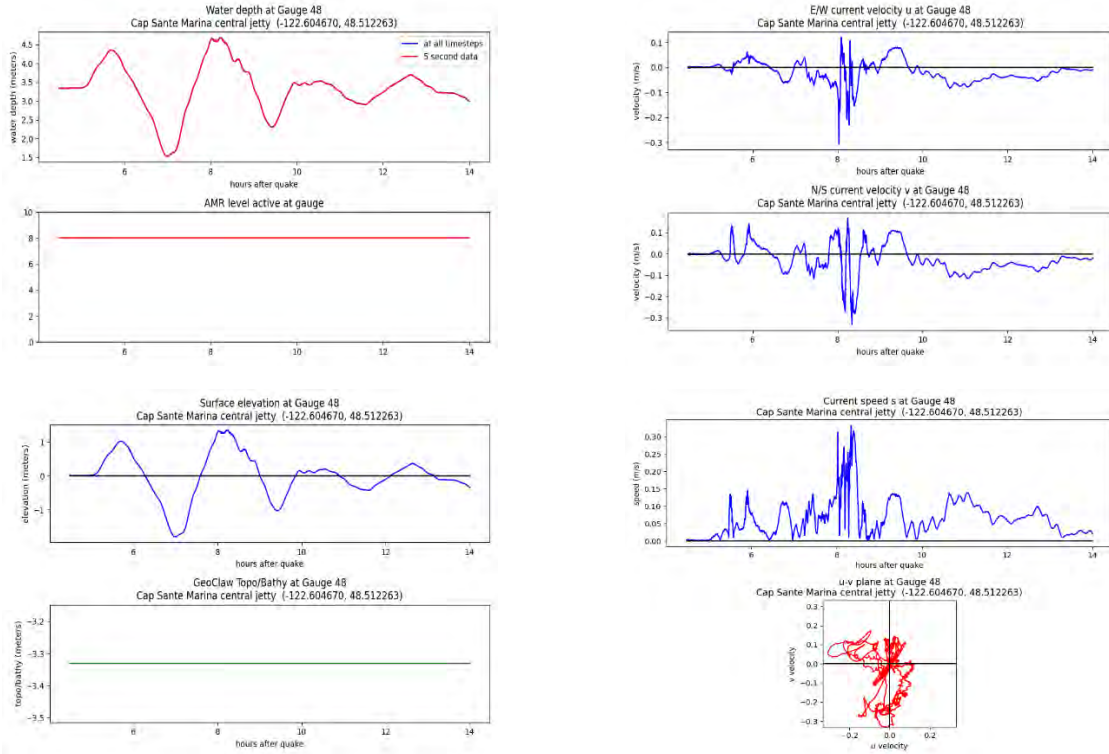 Water depth at Gauge 48
Cap Sante Marina central jetty (-122.604670, 48.512263)
water depth (meters)
4.5
4.0
3.5
3.0
2.5
2.0
1.5
at all timesteps
5 second data
6 8 10 12 14
hours after quake
AMR level active at gauge
10
8
6
4
2
0
6 8 10 12 14
hours after quake
Surface elevation at Gauge 48
Cap Sante Marina central jetty (-122.604670, 48.512263)
elevation (meters)
1
0
−1
6 8 10 12 14
hours after quake
GeoClaw Topo/Bathy at Gauge 48
Cap Sante Marina central jetty (-122.604670, 48.512263)
topo/bathy (meters)
−3.2
−3.3
−3.4
−3.5
6 8 10 12 14
hours after quake
E/W current velocity u at Gauge 48
Cap Sante Marina central jetty (-122.604670, 48.512263)
velocity (m/s)
0.1
0.0
−0.1
−0.2
−0.3
6 8 10 12 14
hours after quake
N/S current velocity v at Gauge 48
Cap Sante Marina central jetty (-122.604670, 48.512263)
velocity (m/s)
0.1
0.0
−0.1
−0.2
−0.3
6 8 10 12 14
hours after quake
Current speed s at Gauge 48
Cap Sante Marina central jetty (-122.604670, 48.512263)
speed (m/s)
0.30
0.25
0.20
0.15
0.10
0.05
0.00
6 8 10 12 14
hours after quake
u-v plane at Gauge 48
Cap Sante Marina central jetty (-122.604670, 48.512263)
v velocity
0.3
0.2
0.1
0.0
−0.1
−0.2
−0.3
−0.2 0.0 0.2
u velocity